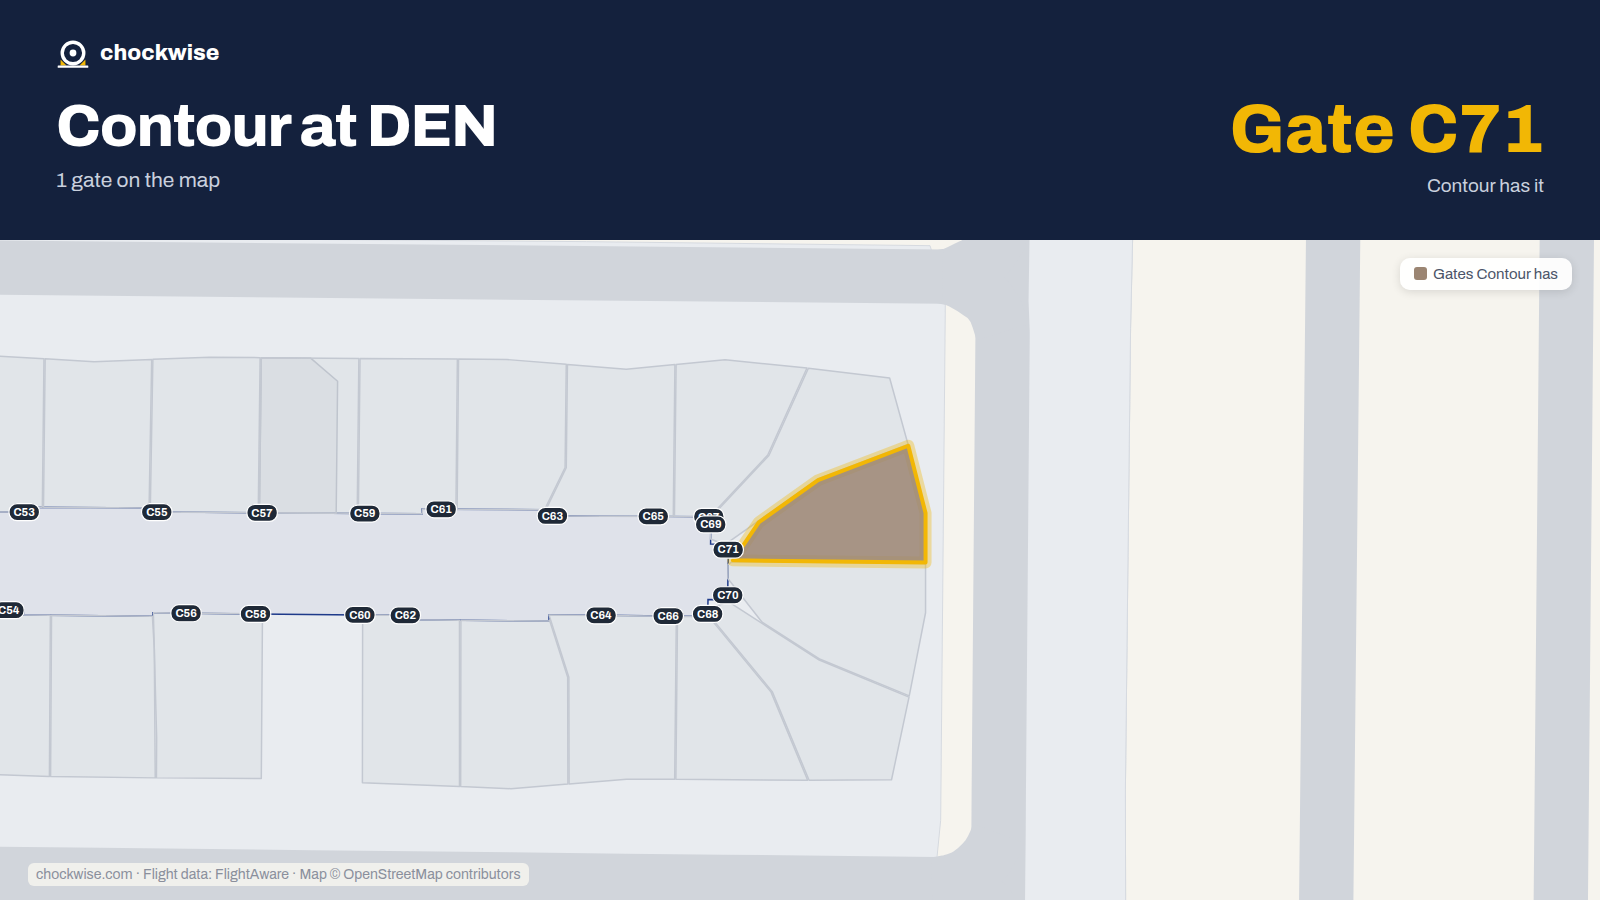 chockwise
Contour at DEN
1 gate on the map
Gate C71
Contour has it
Gates Contour has
C53
C55
C57
C59
C61
C63
C65
C69
C71
C54
C56
C58
C60
C62
C64
C66
C68
C70
chockwise.com · Flight data: FlightAware · Map © OpenStreetMap contributors